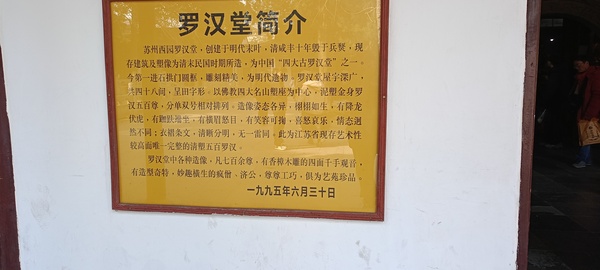 罗汉堂简介
苏州西园罗汉堂，创建于明代末叶，清咸丰十年毁于兵燹，现
存建筑及塑像为清末民国时期所造，为中国“四大古罗汉堂”之一。
今第一进石拱门圆框，雕刻精美，为明代遗物。罗汉堂屋宇深广，
共四十八间，呈田字形。以佛教四大名山塑座为中心，泥塑金身罗
汉五百尊，分单双号相对排列。造像姿态各异，栩栩如生，有降龙
伏虎，有跏趺跌坐，有横眉怒目，有笑容可掬，喜怒哀乐，情态迥
然不同；衣褶条文，清晰分明，无一雷同。此为江苏省现存艺术性
较高而唯一完整的清塑五百罗汉。
罗汉堂中各种造像，凡七百余尊，有香樟木雕的四面千手观音，
有造型奇特，妙趣横生的疯僧、济公，尊尊工巧，俱为艺苑珍品。
一九九五年六月三十日